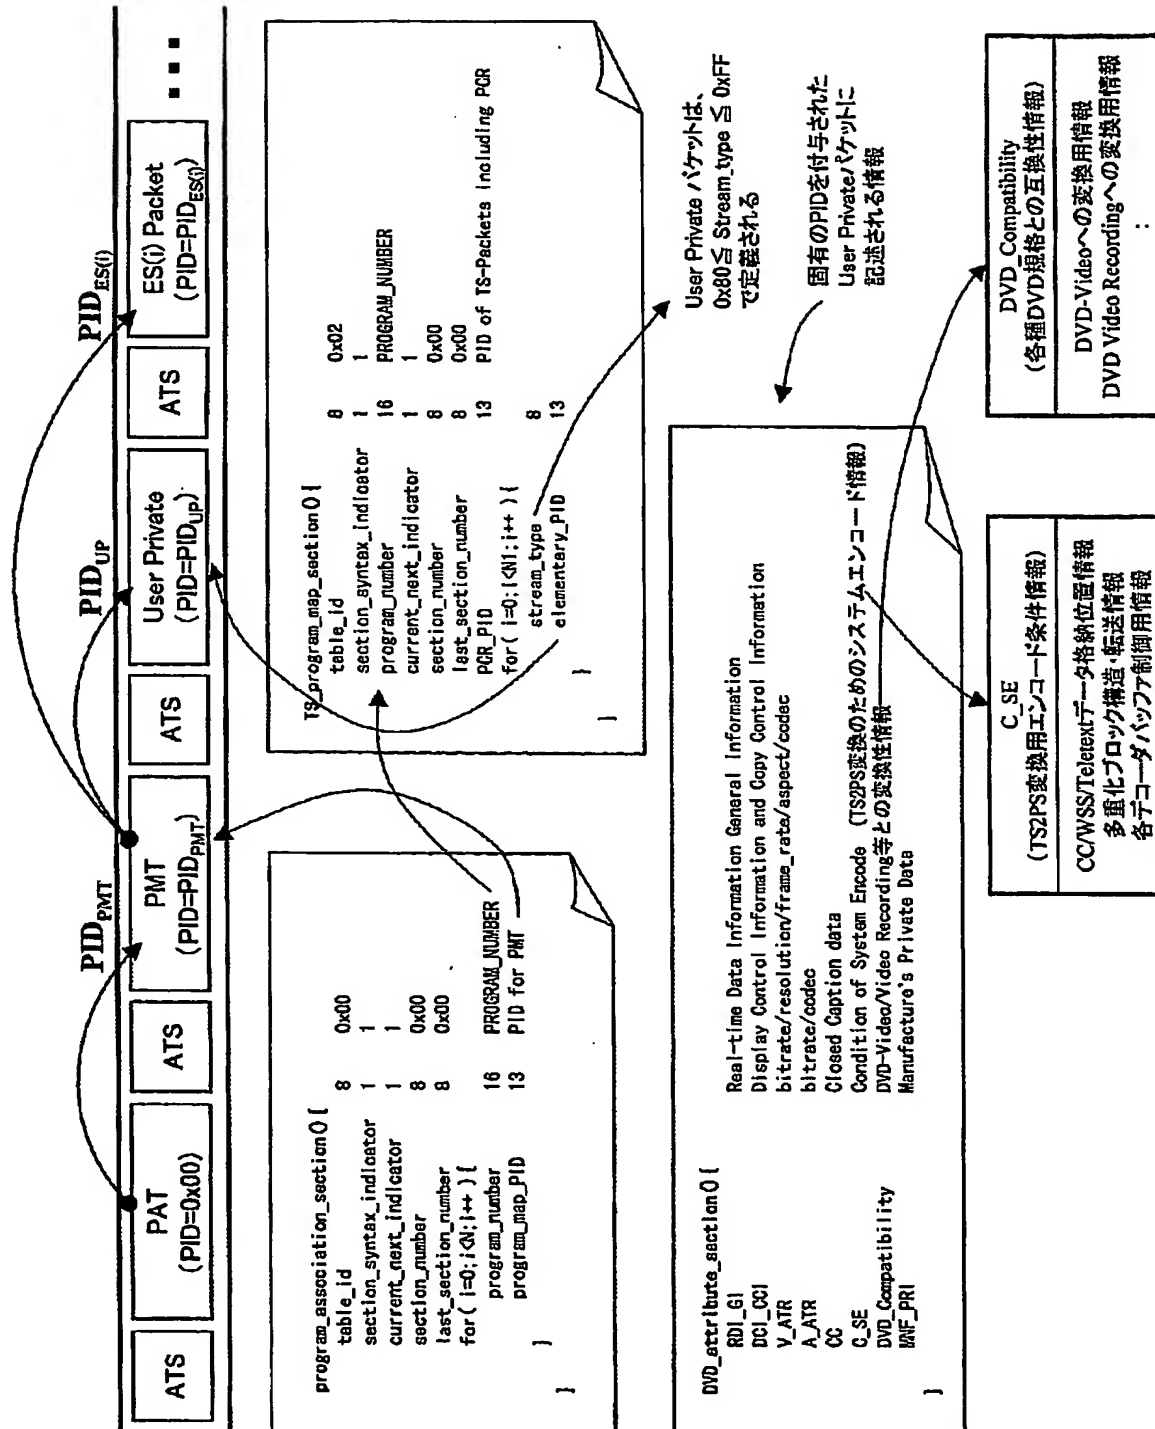 PID_PMT
PID_UP
PID_ES(i)
ATS
PAT
(PID=0x00)
ATS
PMT
(PID=PID_PMT)
ATS
User Private
(PID=PID_UP)
ATS
ES(i) Packet
(PID=PID_ES(i))
■ ■ ■
program_association_section() {
table_id 8 0x00
section_syntax_indicator 1 1
current_next_indicator 1 1
section_number 8 0x00
last_section_number 8 0x00
for ( i=0; i<N; i++ ) {
program_number 16 PROGRAM_NUMBER
program_map_PID 13 PID for PMT
}
}
TS_program_map_section() {
table_id 8 0x02
section_syntax_indicator 1 1
program_number 16 PROGRAM_NUMBER
current_next_indicator 1 1
section_number 8 0x00
last_section_number 8 0x00
PCR_PID 13 PID of TS-Packets including PCR
for ( i=0; i<N1; i++ ) {
stream_type 8
elementary_PID 13
}
}
User Private パケットは、
0x80≦ Stream_type ≦ 0xFF
で定義される
DVD_attribute_section() {
RDI_GI Real-time Data Information General Information
DCI_CCI Display Control Information and Copy Control Information
V_ATR bitrate/resolution/frame_rate/aspect/codec
A_ATR bitrate/codec
CC Closed Caption data
C_SE Condition of System Encode (TS2PS変換のためのシステムエンコード情報)
DVD_Compatibility DVD-Video/Video Recording等との変換性情報
MNF_PRI Manufacture's Private Data
}
固有のPIDを付与された
User Privateパケットに
記述される情報
C_SE
(TS2PS変換用エンコード条件情報)
CC/WSS/Teletextデータ格納位置情報
多重化ブロック構造・転送情報
各デコーダバッファ制御用情報
DVD_Compatibility
(各種DVD規格との互換性情報)
DVD-Videoへの変換用情報
DVD Video Recordingへの変換用情報
: